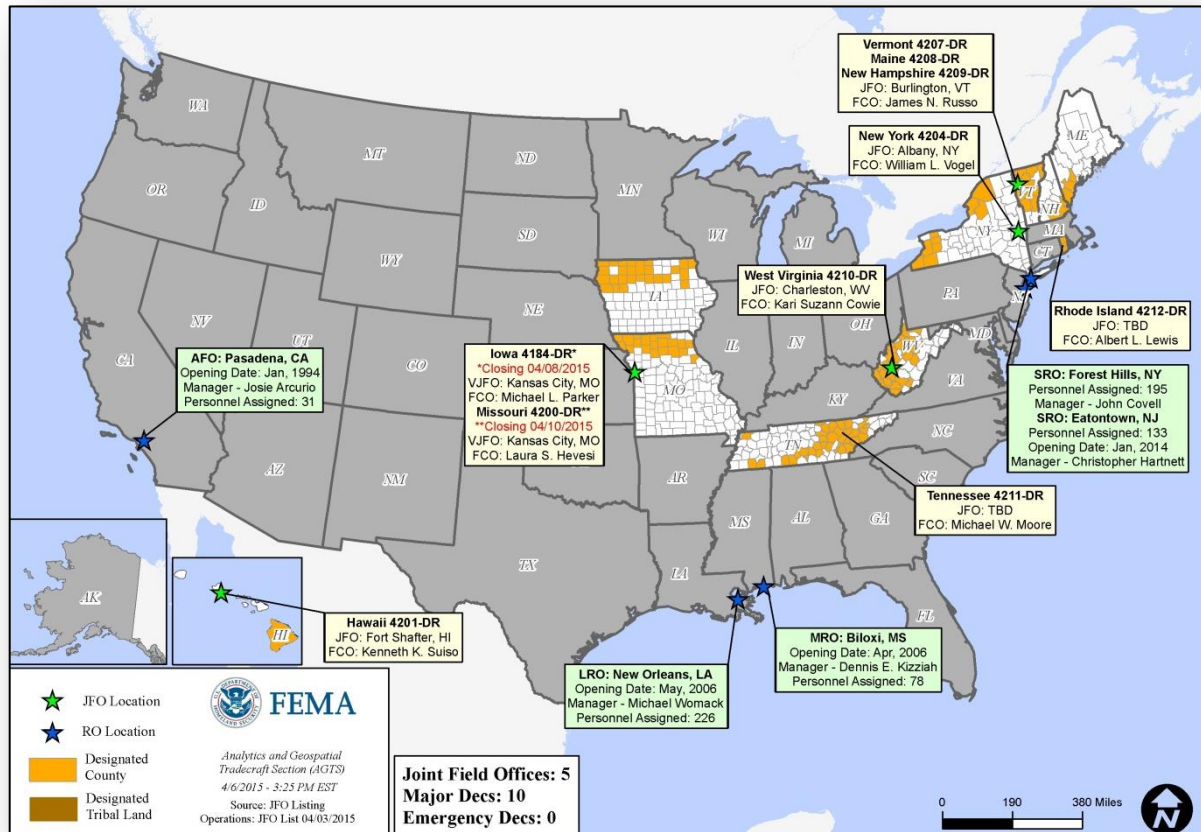 Vermont 4207-DR
Maine 4208-DR
New Hampshire 4209-DR
JFO: Burlington, VT
FCO: James N. Russo
New York 4204-DR
JFO: Albany, NY
FCO: William L. Vogel
WA
MT
ND
MN
ME
OR
ID
SD
WI
MI
VT
NH
NY
MA
CT
WY
West Virginia 4210-DR
JFO: Charleston, WV
FCO: Kari Suzann Cowie
IA
NE
PA
NJ
NV
UT
CO
CA
IL
IN
OH
WV
MD
VA
Rhode Island 4212-DR
JFO: TBD
FCO: Albert L. Lewis
AFO: Pasadena, CA
Opening Date: Jan, 1994
Manager - Josie Arcurio
Personnel Assigned: 31
Iowa 4184-DR*
*Closing 04/08/2015
VJFO: Kansas City, MO
FCO: Michael L. Parker
Missouri 4200-DR**
**Closing 04/10/2015
VJFO: Kansas City, MO
FCO: Laura S. Hevesi
MO
KY
SRO: Forest Hills, NY
Personnel Assigned: 195
Manager - John Covell
SRO: Eatontown, NJ
Personnel Assigned: 133
Opening Date: Jan, 2014
Manager - Christopher Hartnett
AZ
NM
AR
TN
NC
SC
Tennessee 4211-DR
JFO: TBD
FCO: Michael W. Moore
MS
AL
GA
TX
LA
FL
AK
HI
Hawaii 4201-DR
JFO: Fort Shafter, HI
FCO: Kenneth K. Suiso
LRO: New Orleans, LA
Opening Date: May, 2006
Manager - Michael Womack
Personnel Assigned: 226
MRO: Biloxi, MS
Opening Date: Apr, 2006
Manager - Dennis E. Kizziah
Personnel Assigned: 78
JFO Location
RO Location
Designated
County
Designated
Tribal Land
FEMA
Analytics and Geospatial
Tradecraft Section (AGTS)
4/6/2015 - 3:25 PM EST
Source: JFO Listing
Operations: JFO List 04/03/2015
Joint Field Offices: 5
Major Decs: 10
Emergency Decs: 0
0 190 380 Miles
N